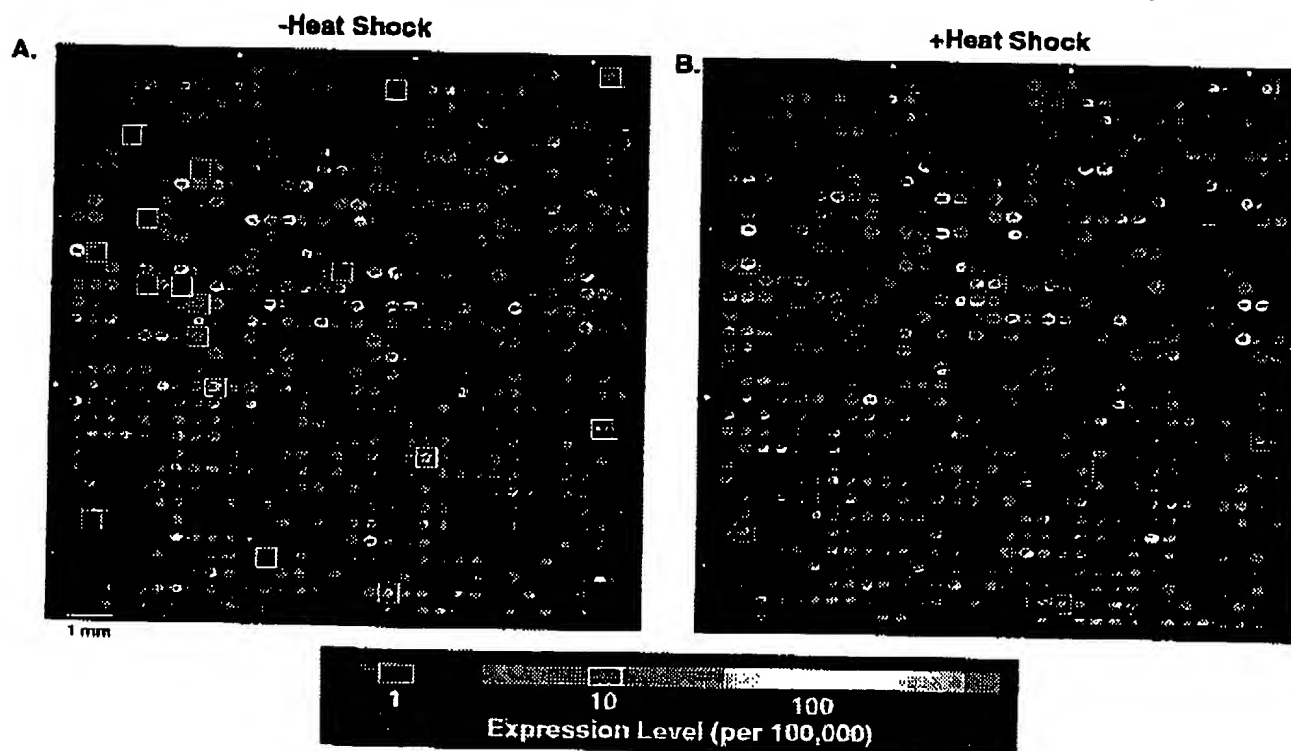 -Heat Shock
A.
+Heat Shock
B.
1 mm
1 10 100
Expression Level (per 100,000)